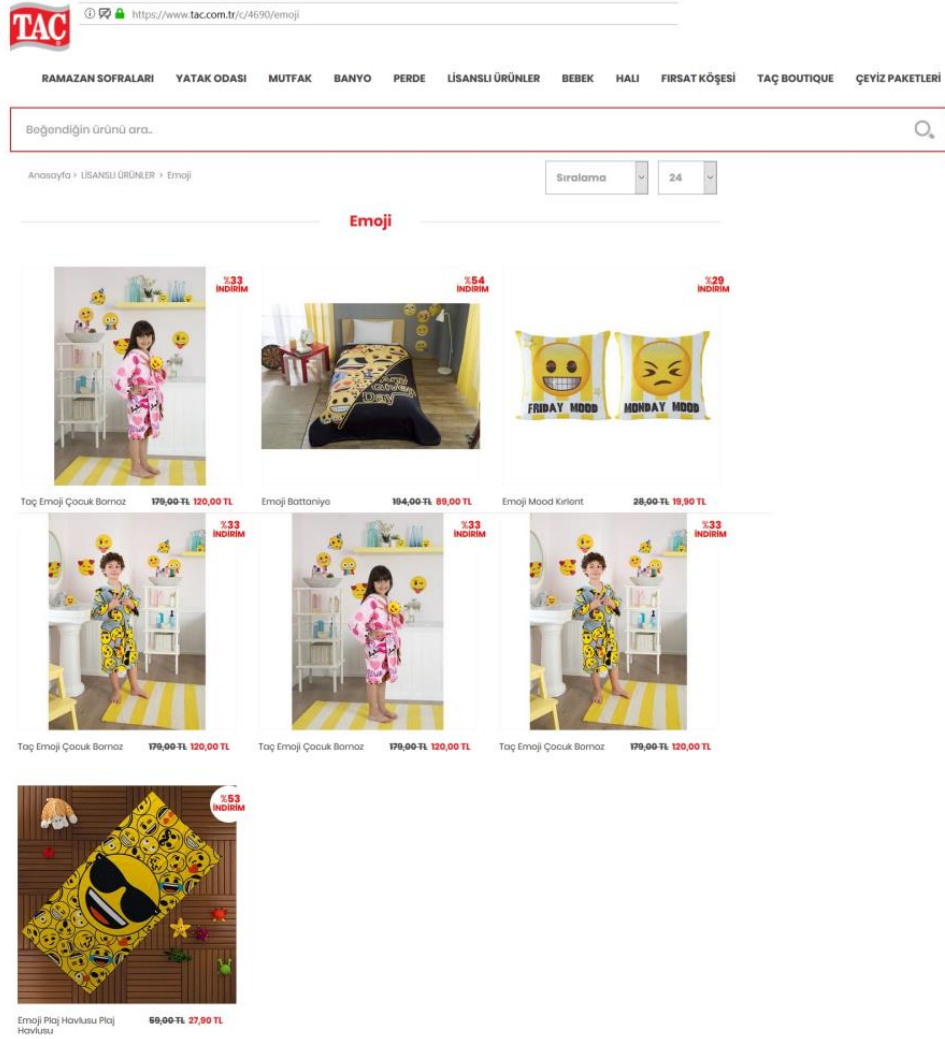 TAÇ
https://www.tac.com.tr/c/4690/emoji
RAMAZAN SOFRALARI YATAK ODASI MUTFAK BANYO PERDE LİSANSLI ÜRÜNLER BEBEK HALI FIRSAT KÖŞESİ TAÇ BOUTIQUE ÇEYİZ PAKETLERİ
Beğendiğin ürünü ara..
Anasayfa > LİSANSLI ÜRÜNLER > Emoji
Sıralama 24
Emoji
%33 İNDİRİM
%54 İNDİRİM
%29 İNDİRİM
ANY
GIVEN
DAY
FRIDAY MOOD
MONDAY MOOD
Taç Emoji Çocuk Bornoz 179,00 TL 120,00 TL
Emoji Battaniye 194,00 TL 89,00 TL
Emoji Mood Kırlent 28,00 TL 19,90 TL
%33 İNDİRİM
%33 İNDİRİM
%33 İNDİRİM
Taç Emoji Çocuk Bornoz 179,00 TL 120,00 TL
Taç Emoji Çocuk Bornoz 179,00 TL 120,00 TL
Taç Emoji Çocuk Bornoz 179,00 TL 120,00 TL
%53 İNDİRİM
Emoji Plaj Havlusu Plaj 59,00 TL 27,90 TL
Havlusu